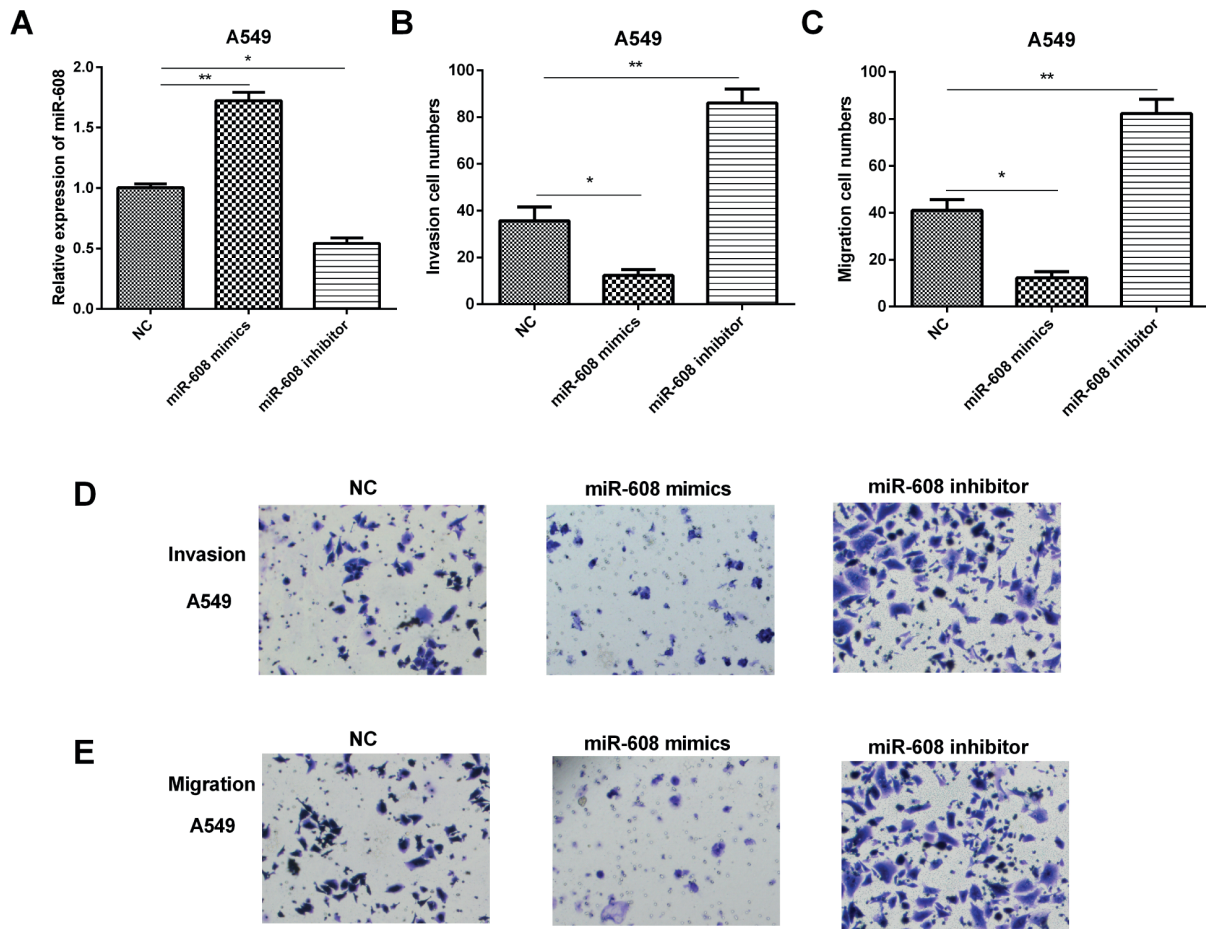 A
A549
Relative expression of miR-608
2.0
1.5
1.0
0.5
0.0
*
**
NC
miR-608 mimics
miR-608 inhibitor
B
A549
Invasion cell numbers
100
80
60
40
20
0
**
*
NC
miR-608 mimics
miR-608 inhibitor
C
A549
Migration cell numbers
100
80
60
40
20
0
**
*
NC
miR-608 mimics
miR-608 inhibitor
D
Invasion
A549
NC
miR-608 mimics
miR-608 inhibitor
E
Migration
A549
NC
miR-608 mimics
miR-608 inhibitor